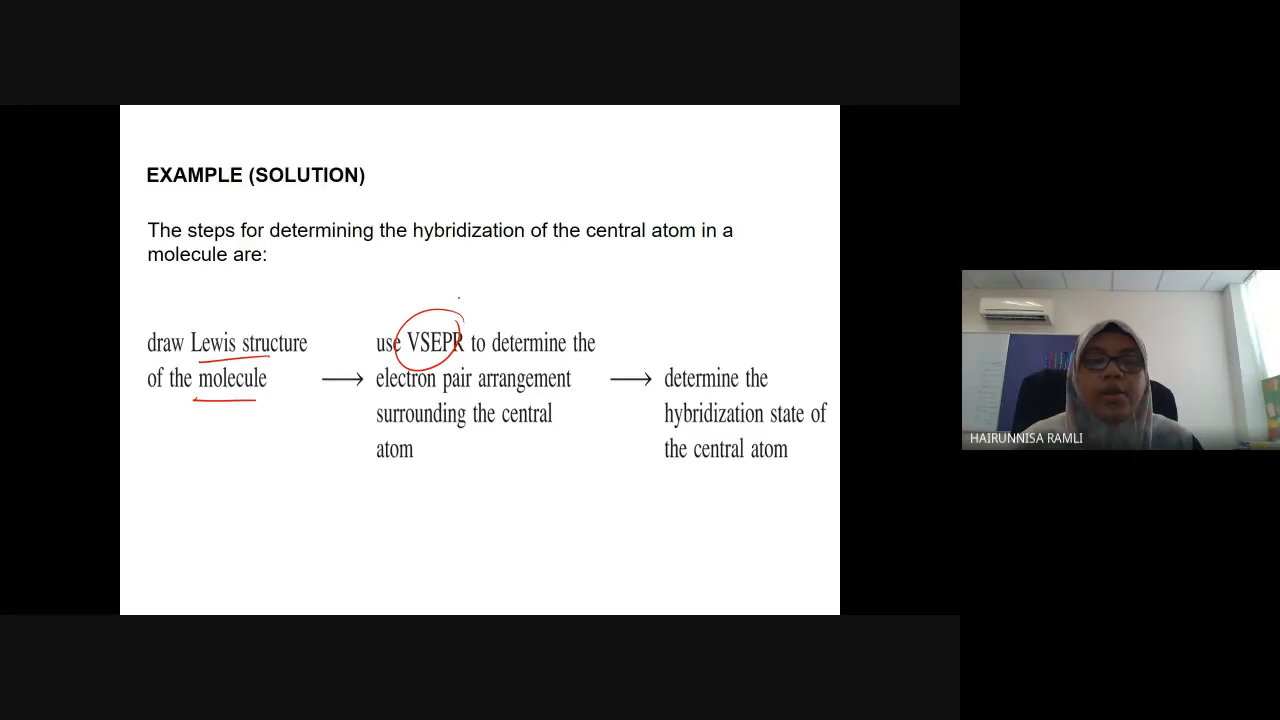 EXAMPLE (SOLUTION)
The steps for determining the hybridization of the central atom in a
molecule are:
draw Lewis structure
of the molecule
use VSEPR to determine the
electron pair arrangement
surrounding the central
atom
determine the
hybridization state of
the central atom
HAIRUNNISA RAMLI